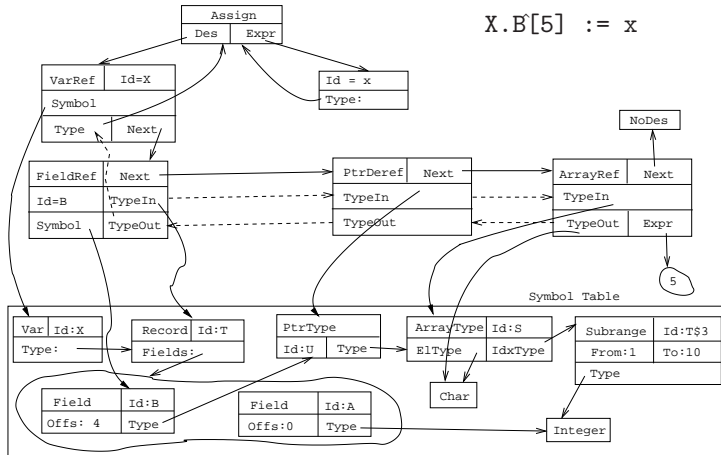 Assign
X.B^[5] := x
Des Expr
VarRef Id=X
Id = x
Symbol
Type:
Type Next
NoDes
FieldRef Next
PtrDeref Next
ArrayRef Next
Id=B TypeIn
TypeIn
TypeIn
Symbol TypeOut
TypeOut
TypeOut Expr
5
Symbol Table
Var Id:X
Record Id:T
PtrType
ArrayType Id:S
Subrange Id:T$3
Type:
Fields:
Id:U Type
ElType IdxType
From:1 To:10
Type
Field Id:B
Field Id:A
Char
Offs: 4 Type
Offs:0 Type
Integer